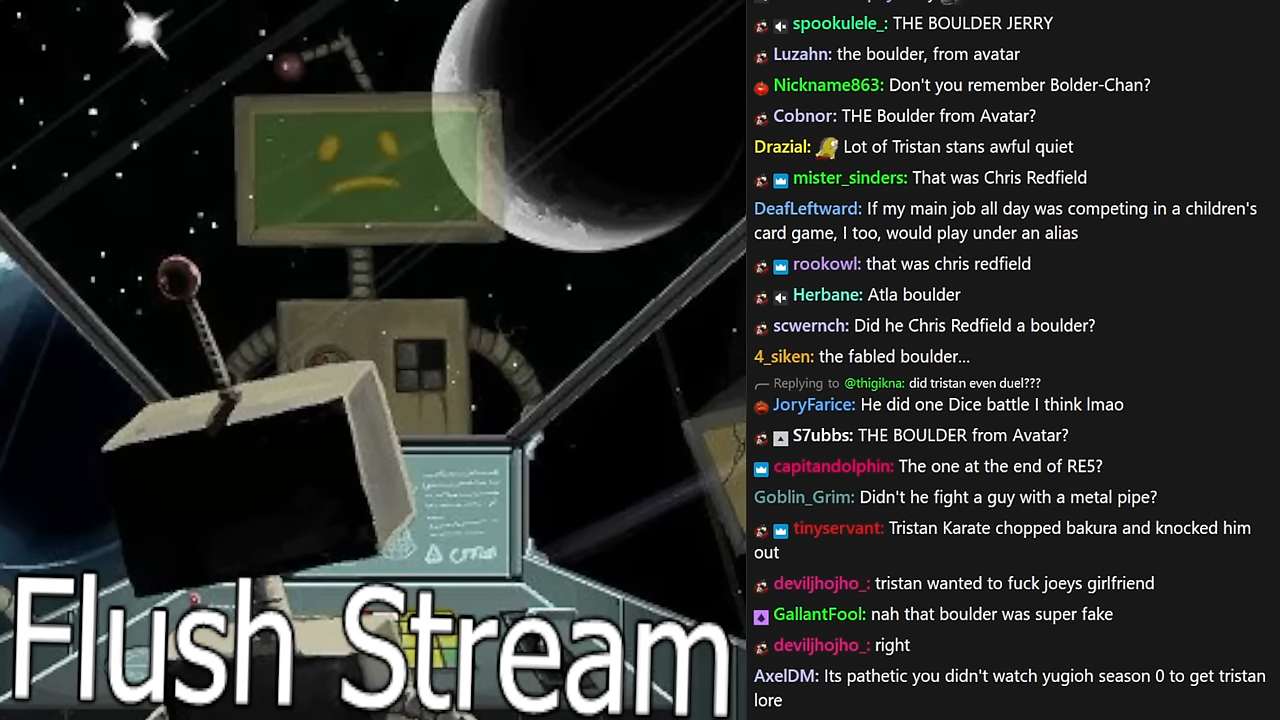 spookulele_: THE BOULDER JERRY
Luzahn: the boulder, from avatar
Nickname863: Don't you remember Bolder-Chan?
Cobnor: THE Boulder from Avatar?
Drazial: Lot of Tristan stans awful quiet
mister_sinders: That was Chris Redfield
DeafLeftward: If my main job all day was competing in a children's
card game, I too, would play under an alias
rookowl: that was chris redfield
Herbane: Atla boulder
scwernch: Did he Chris Redfield a boulder?
4_siken: the fabled boulder...
Replying to @thigikna: did tristan even duel???
JoryFarice: He did one Dice battle I think lmao
S7ubbs: THE BOULDER from Avatar?
capitandolphin: The one at the end of RE5?
Goblin_Grim: Didn't he fight a guy with a metal pipe?
tinyservant: Tristan Karate chopped bakura and knocked him
out
deviljhojho_: tristan wanted to fuck joeys girlfriend
GallantFool: nah that boulder was super fake
deviljhojho_: right
AxelDM: Its pathetic you didn't watch yugioh season 0 to get tristan
lore
Flush Stream